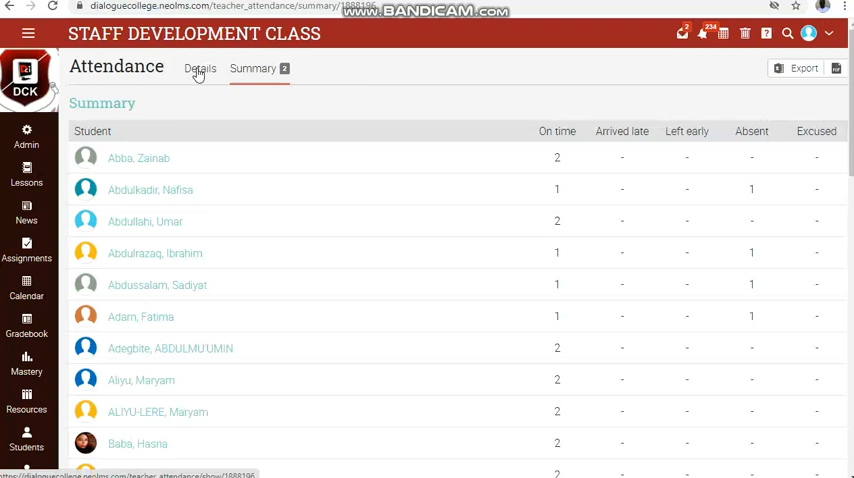 dialoguecollege.neolms.com/teacher_attendance/summary/1888196
www.BANDICAM.com
STAFF DEVELOPMENT CLASS
2
234
DCK
Attendance
Details
Summary 2
Export
Summary
Student On time Arrived late Left early Absent Excused
Abba, Zainab 2 - - - -
Abdulkadir, Nafisa 1 - - 1 -
Abdullahi, Umar 2 - - - -
Abdulrazaq, Ibrahim 1 - - 1 -
Abdussalam, Sadiyat 1 - - 1 -
Adam, Fatima 1 - - 1 -
Adegbite, ABDULMU'UMIN 2 - - - -
Aliyu, Maryam 2 - - - -
ALIYU-LERE, Maryam 2 - - - -
Baba, Hasna 2 - - - -
2 - - - -
Admin
Lessons
News
Assignments
Calendar
Gradebook
Mastery
Resources
Students
https://dialoguecollege.neolms.com/teacher_attendance/show/1888196